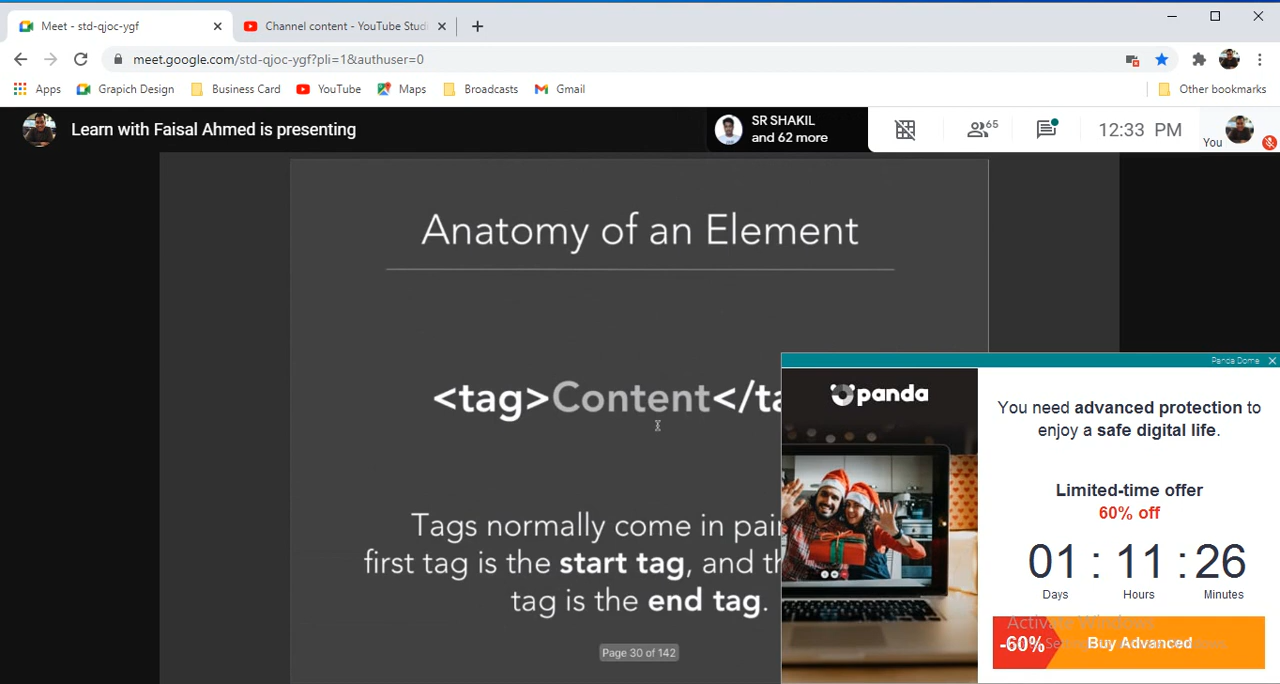 Meet - std-qjoc-ygf
Channel content - YouTube Studi
meet.google.com/std-qjoc-ygf?pli=1&authuser=0
Apps Grapich Design Business Card YouTube Maps Broadcasts Gmail Other bookmarks
Learn with Faisal Ahmed is presenting
SR SHAKIL
and 62 more
65
12:33 PM
You
Anatomy of an Element
<tag>Content</ta
Tags normally come in pai
first tag is the start tag, and th
tag is the end tag.
Page 30 of 142
Panda Dome
panda
You need advanced protection to
enjoy a safe digital life.
Limited-time offer
60% off
01 : 11 : 26
Days Hours Minutes
Activate Windows
-60% Buy Advanced